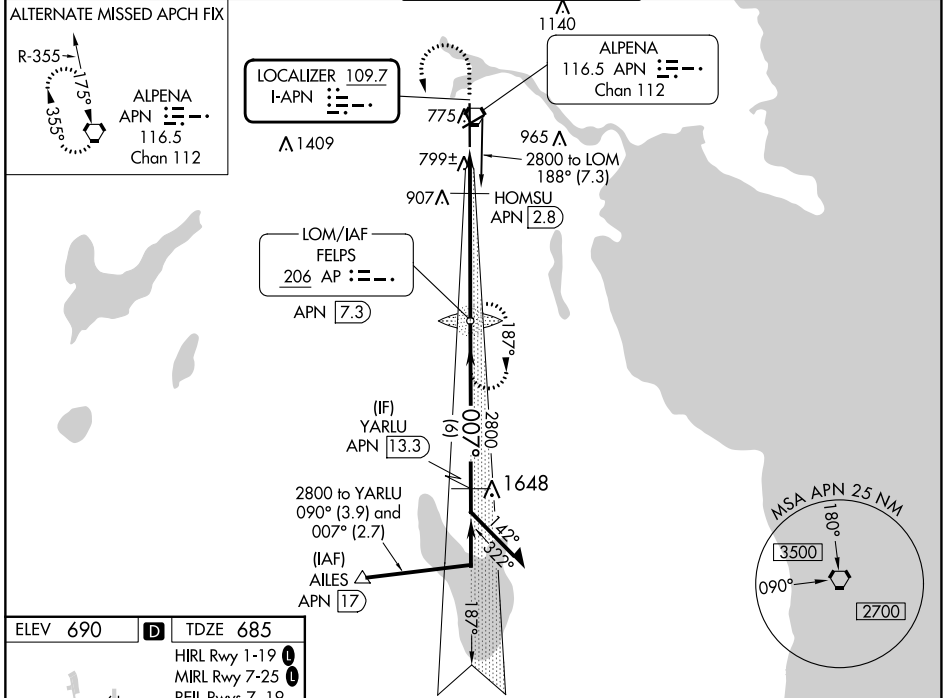 ALTERNATE MISSED APCH FIX
R-355
175°
355°
ALPENA
APN
116.5
Chan 112
1140
LOCALIZER 109.7
I-APN
ALPENA
116.5 APN
Chan 112
775
1409
965
799±
2800 to LOM
188° (7.3)
907
HOMSU
APN 2.8
LOM/IAF
FELPS
206 AP
APN 7.3
187°
(IF)
YARLU
APN 13.3
007°
2800
(6)
1648
2800 to YARLU
090° (3.9) and
007° (2.7)
142°
322°
(IAF)
AILES
APN 17
187°
MSA APN 25 NM
180°
3500
090°
2700
ELEV 690 D TDZE 685
HIRL Rwy 1-19 L
MIRL Rwy 7-25 L
REIL Rwys 7, 19